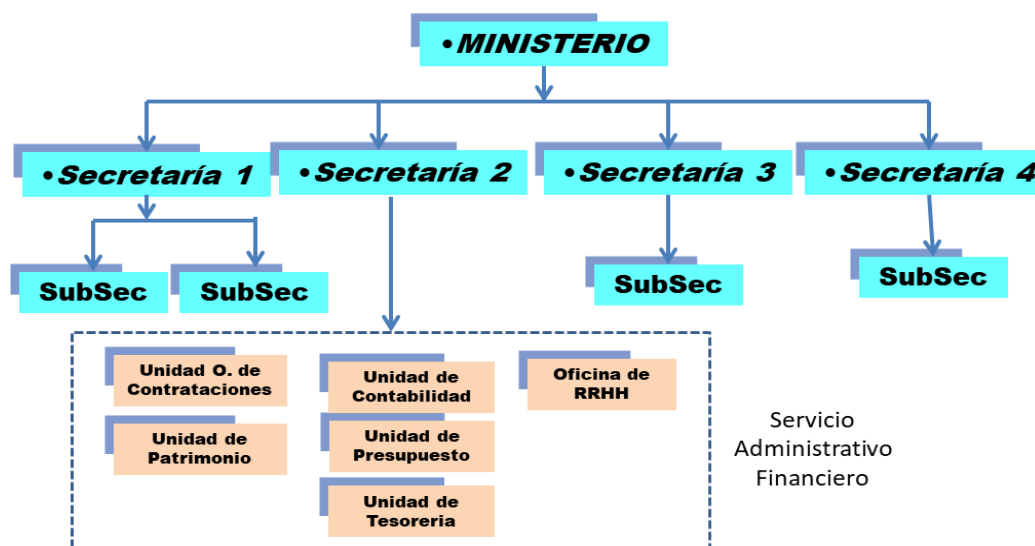 •MINISTERIO
•Secretaría 1
•Secretaría 2
•Secretaría 3
•Secretaría 4
SubSec
SubSec
SubSec
SubSec
Unidad O. de
Contrataciones
Unidad de
Contabilidad
Oficina de
RRHH
Unidad de
Patrimonio
Unidad de
Presupuesto
Unidad de
Tesoreria
Servicio
Administrativo
Financiero